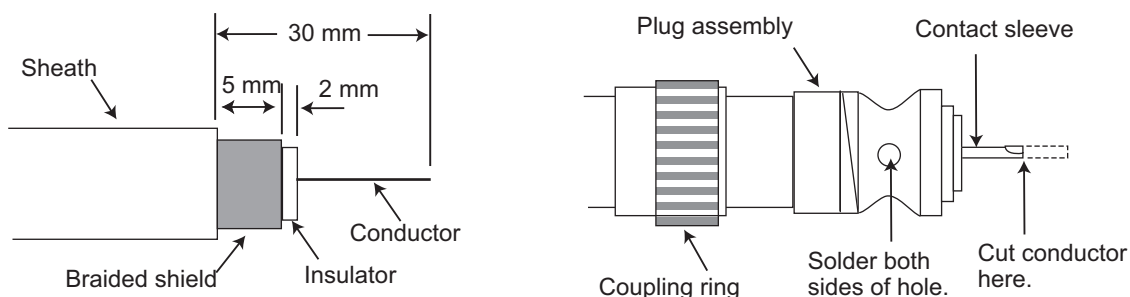 30 mm
Sheath
5 mm
2 mm
Conductor
Braided shield
Insulator
Plug assembly
Contact sleeve
Coupling ring
Solder both
sides of hole.
Cut conductor
here.